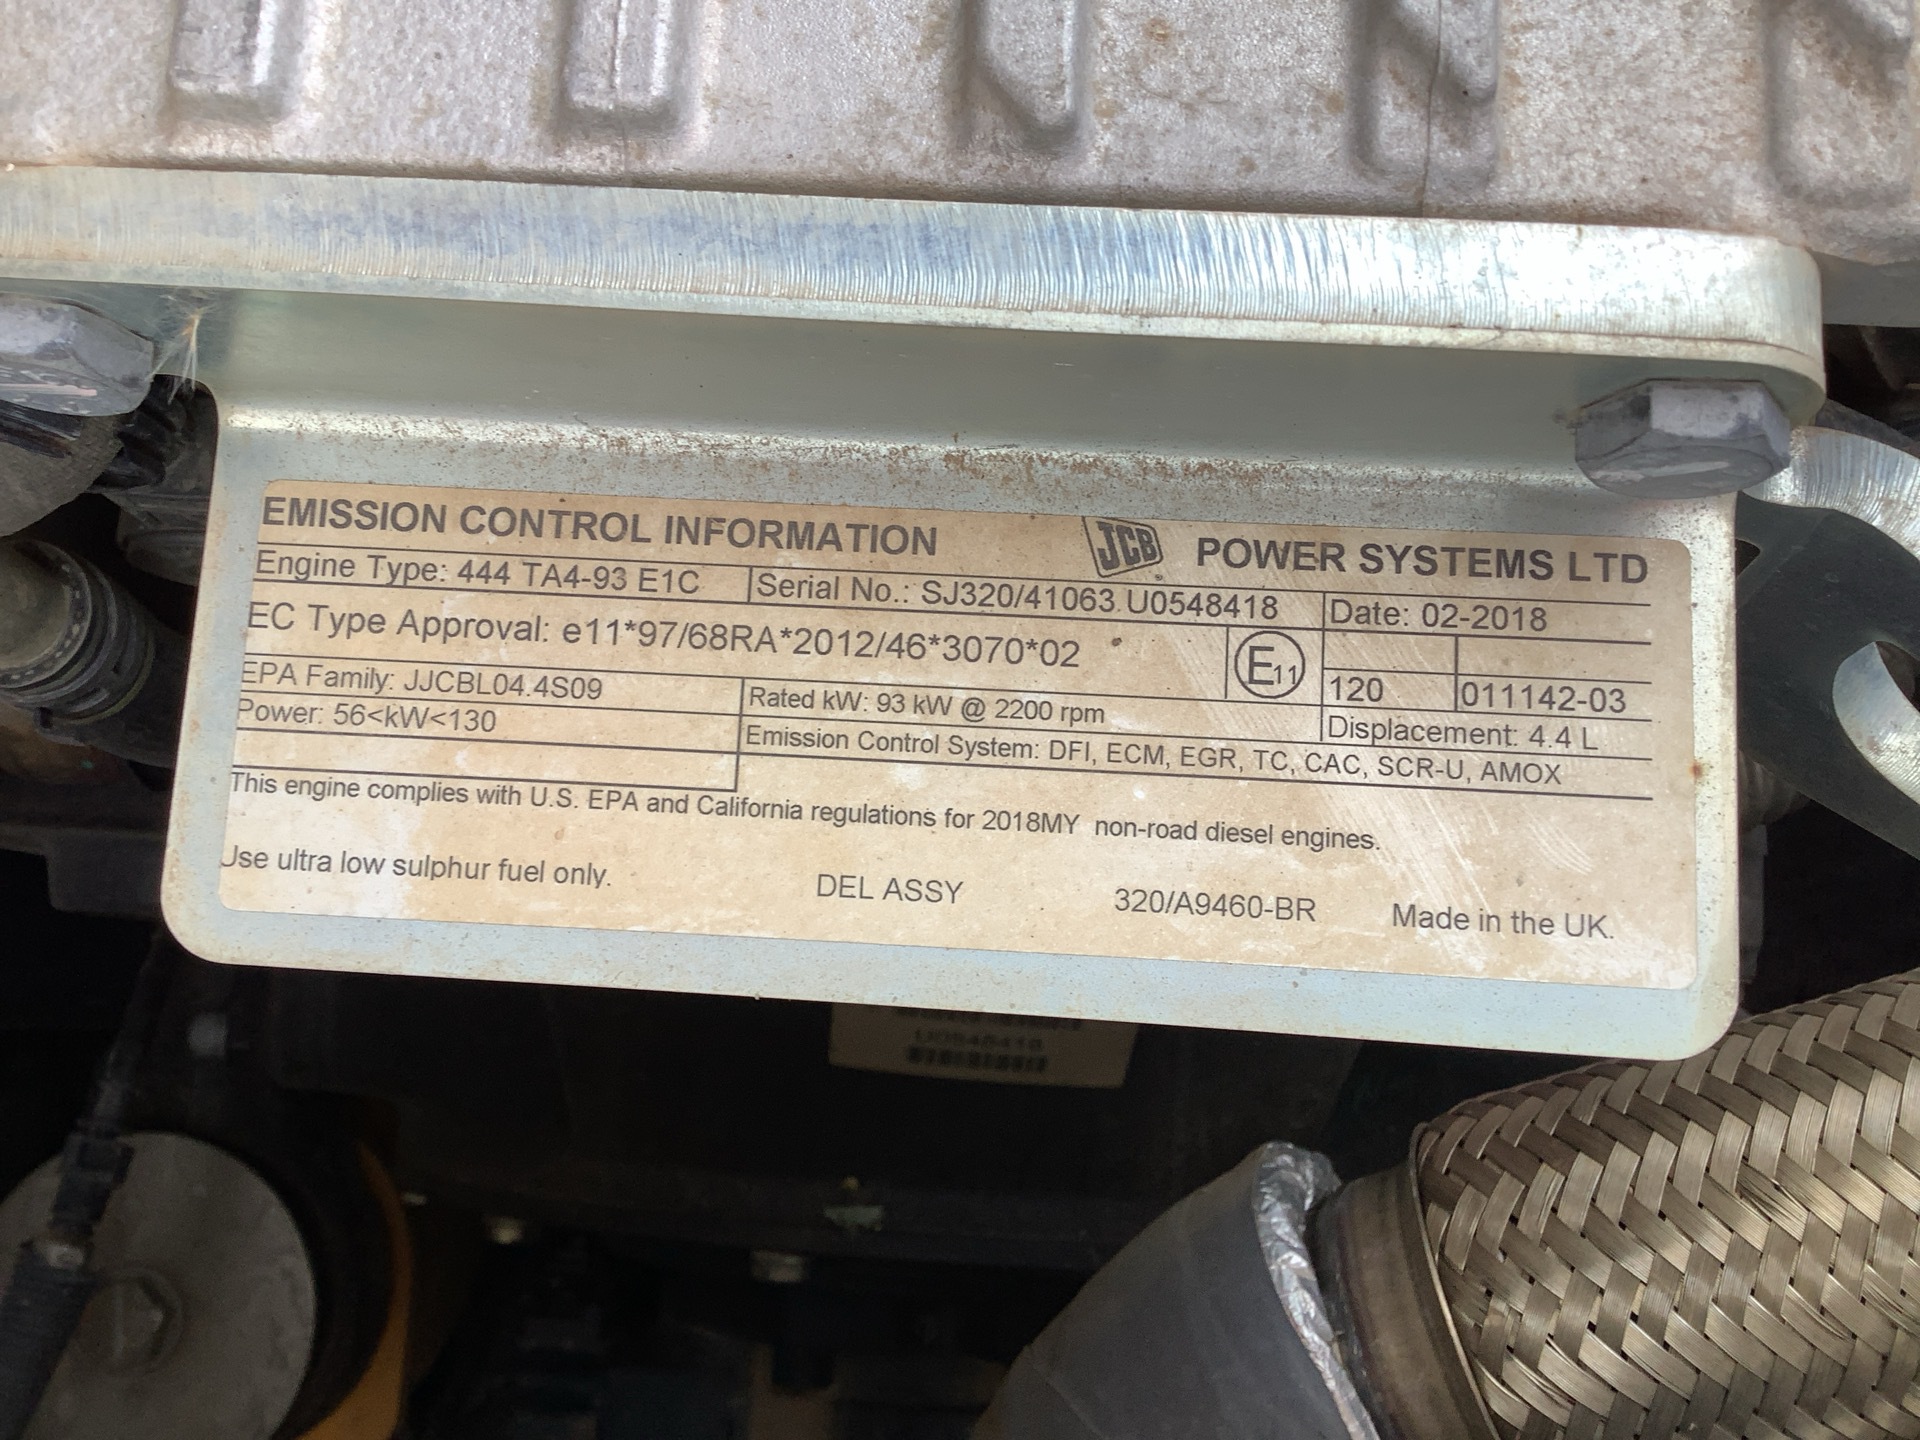 EMISSION CONTROL INFORMATION JCB POWER SYSTEMS LTD
Engine Type: 444 TA4-93 E1C Serial No.: SJ320/41063 U0548418 Date: 02-2018
EC Type Approval: e11*97/68RA*2012/46*3070*02 E11
120 011142-03
EPA Family: JJCBL04.4S09 Rated kW: 93 kW @ 2200 rpm Displacement: 4.4 L
Power: 56<kW<130 Emission Control System: DFI, ECM, EGR, TC, CAC, SCR-U, AMOX
This engine complies with U.S. EPA and California regulations for 2018MY non-road diesel engines.
Use ultra low sulphur fuel only. DEL ASSY 320/A9460-BR Made in the UK.
U0548418